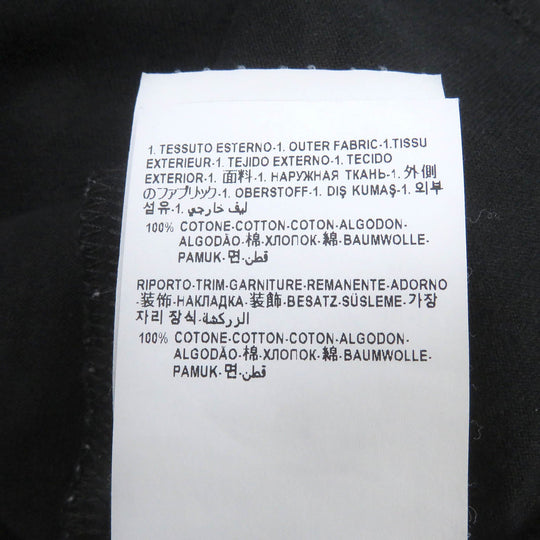 1. TESSUTO ESTERNO-1. OUTER FABRIC-1.TISSU
EXTERIEUR-1. TEJIDO EXTERNO-1. TECIDO
EXTERIOR-1. 面料-1. НАРУЖНАЯ ТКАНЬ-1. 外側
のファブリック-1. OBERSTOFF-1. DIŞ KUMAŞ-1. 외부
섬유-1. ليف خارجي
100% COTONE-COTTON-COTON-ALGODON-
ALGODÃO-棉-ХЛОПОК-綿-BAUMWOLLE-
PAMUK-면-قطن
RIPORTO-TRIM-GARNITURE-REMANENTE-ADORNO
-装饰-НАКЛАДКА-装飾-BESATZ-SÜSLEME-가장
자리 장식-الزركشة
100% COTONE-COTTON-COTON-ALGODON-
ALGODÃO-棉-ХЛОПОК-綿-BAUMWOLLE-
PAMUK-면-قطن